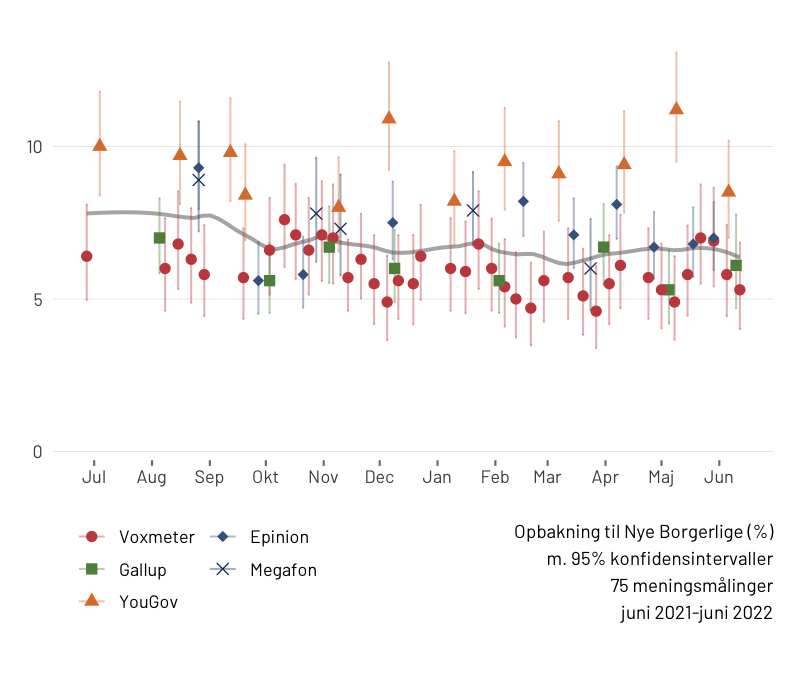 10
5
0
Jul Aug Sep Okt Nov Dec Jan Feb Mar Apr Maj Jun
Voxmeter
Epinion
Gallup
Megafon
YouGov
Opbakning til Nye Borgerlige (%)
m. 95% konfidensintervaller
75 meningsmålinger
juni 2021-juni 2022